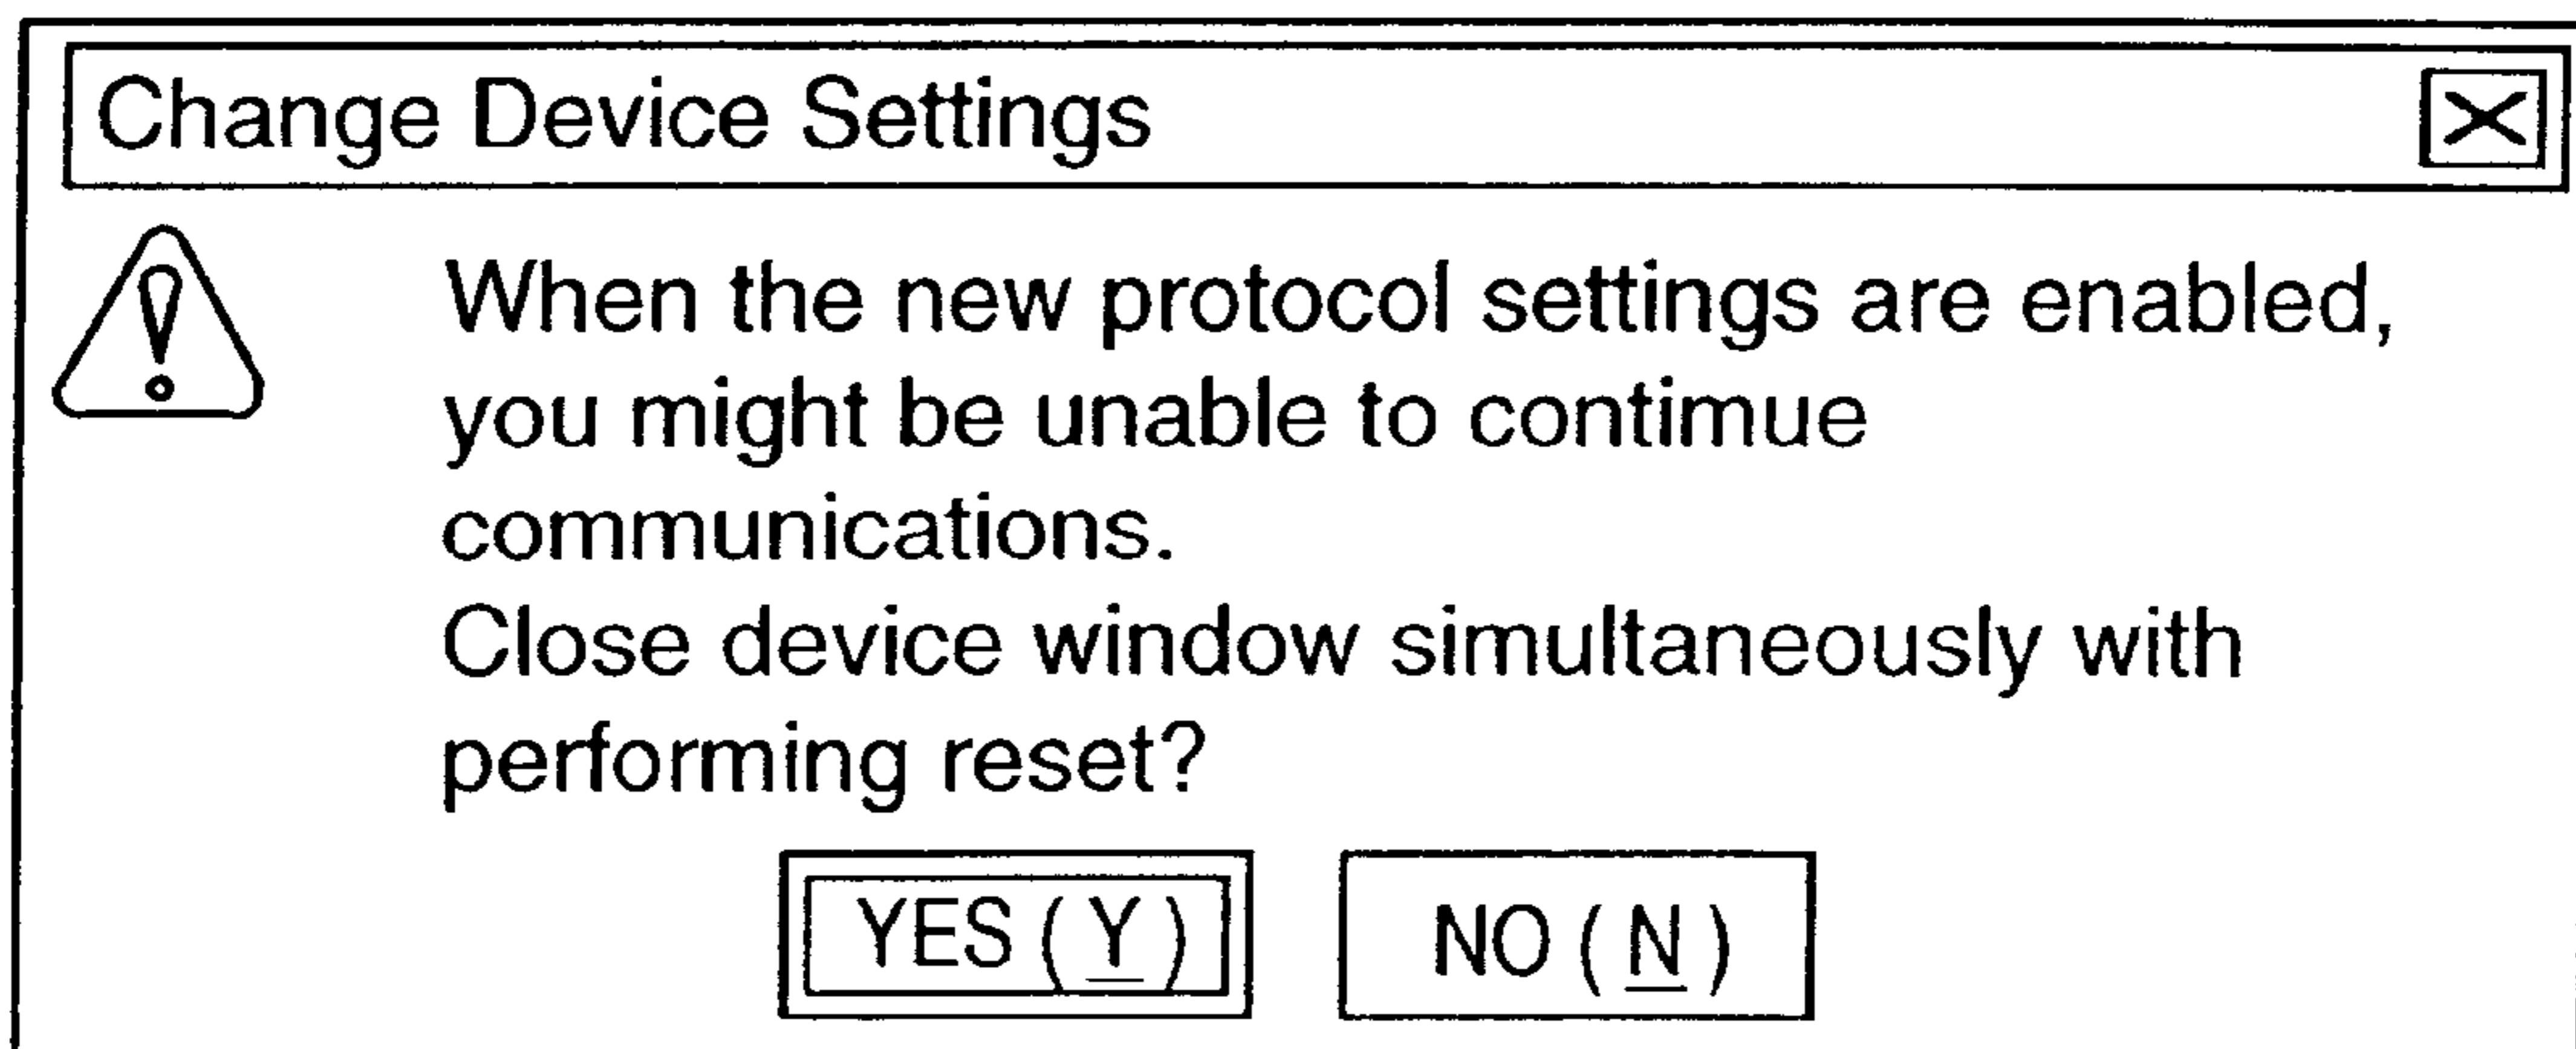 Change Device Settings
When the new protocol settings are enabled,
you might be unable to contimue
communications.
Close device window simultaneously with
performing reset?
YES ( Y ) NO ( N )